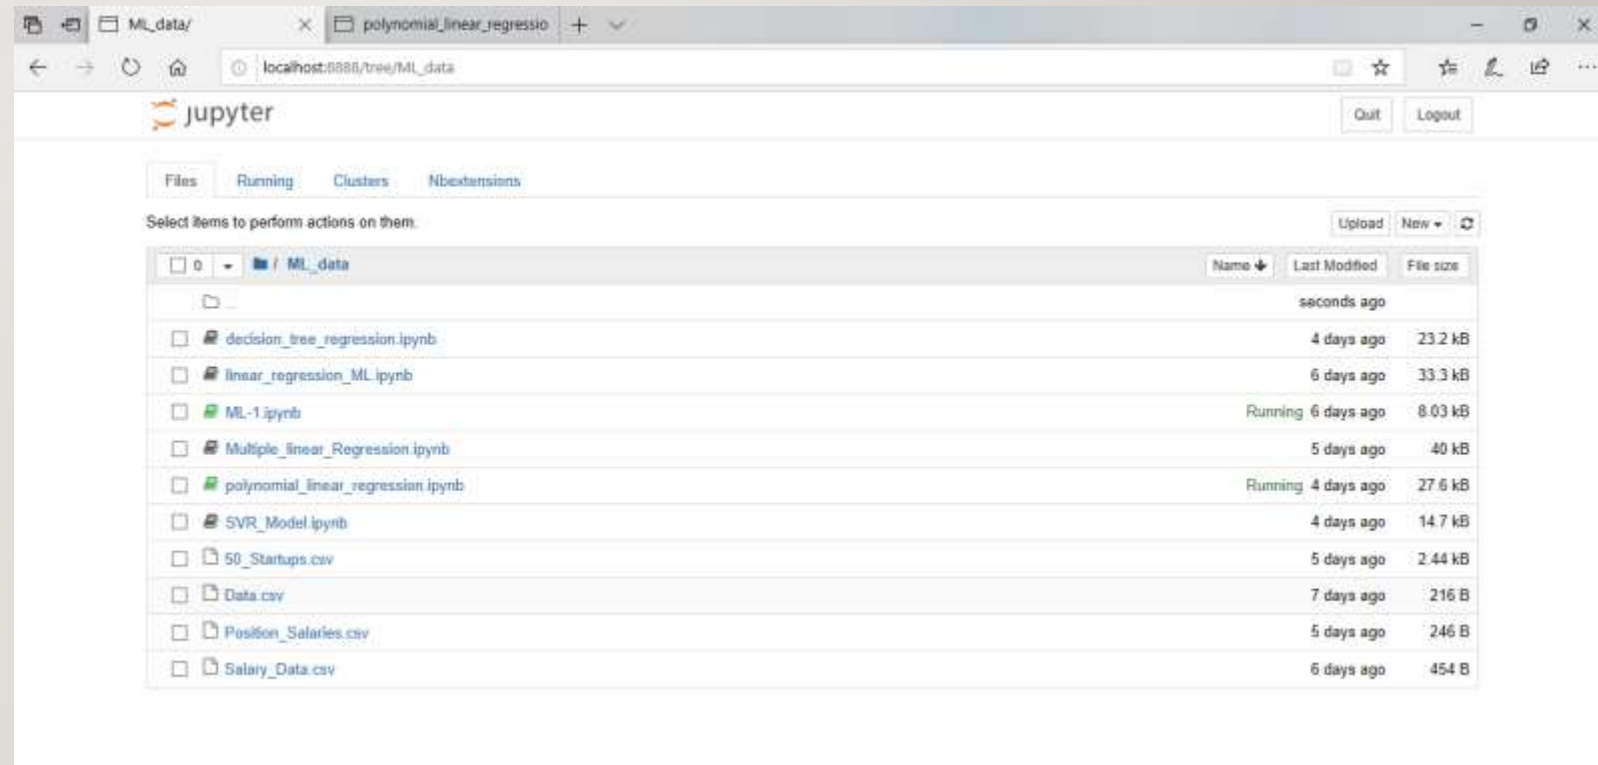 ML_data/ polynomial_linear_regressio
localhost:8888/tree/ML_data
jupyter Quit Logout
Files Running Clusters Nbextensions
Select items to perform actions on them. Upload New
0 / ML_data Name Last Modified File size
.. seconds ago
decision_tree_regression.ipynb 4 days ago 23.2 kB
linear_regression_ML.ipynb 6 days ago 33.3 kB
ML-1.ipynb Running 6 days ago 8.03 kB
Multiple_linear_Regression.ipynb 5 days ago 40 kB
polynomial_linear_regression.ipynb Running 4 days ago 27.6 kB
SVR_Model.ipynb 4 days ago 14.7 kB
50_Startups.csv 5 days ago 2.44 kB
Data.csv 7 days ago 216 B
Position_Salaries.csv 5 days ago 246 B
Salary_Data.csv 6 days ago 454 B